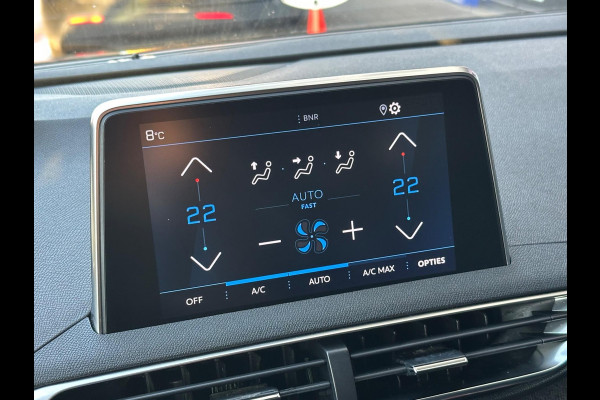 8°C
BNR
AUTO
FAST
22
22
OFF
A/C
AUTO
A/C MAX
OPTIES